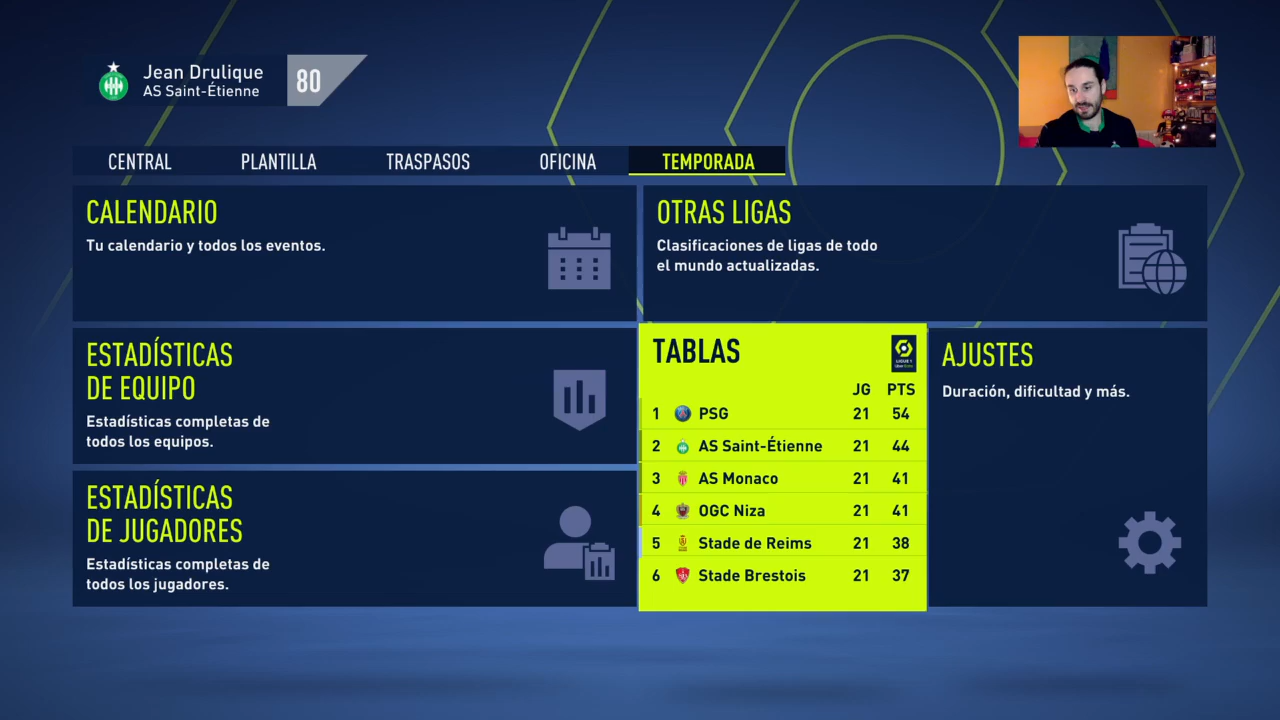 Jean Drulique
AS Saint-Étienne
80
CENTRAL
PLANTILLA
TRASPASOS
OFICINA
TEMPORADA
CALENDARIO
Tu calendario y todos los eventos.
OTRAS LIGAS
Clasificaciones de ligas de todo
el mundo actualizadas.
ESTADÍSTICAS
DE EQUIPO
Estadísticas completas de
todos los equipos.
ESTADÍSTICAS
DE JUGADORES
Estadísticas completas de
todos los jugadores.
TABLAS
LIGUE 1
JG PTS
1 PSG 21 54
2 AS Saint-Étienne 21 44
3 AS Monaco 21 41
4 OGC Niza 21 41
5 Stade de Reims 21 38
6 Stade Brestois 21 37
AJUSTES
Duración, dificultad y más.